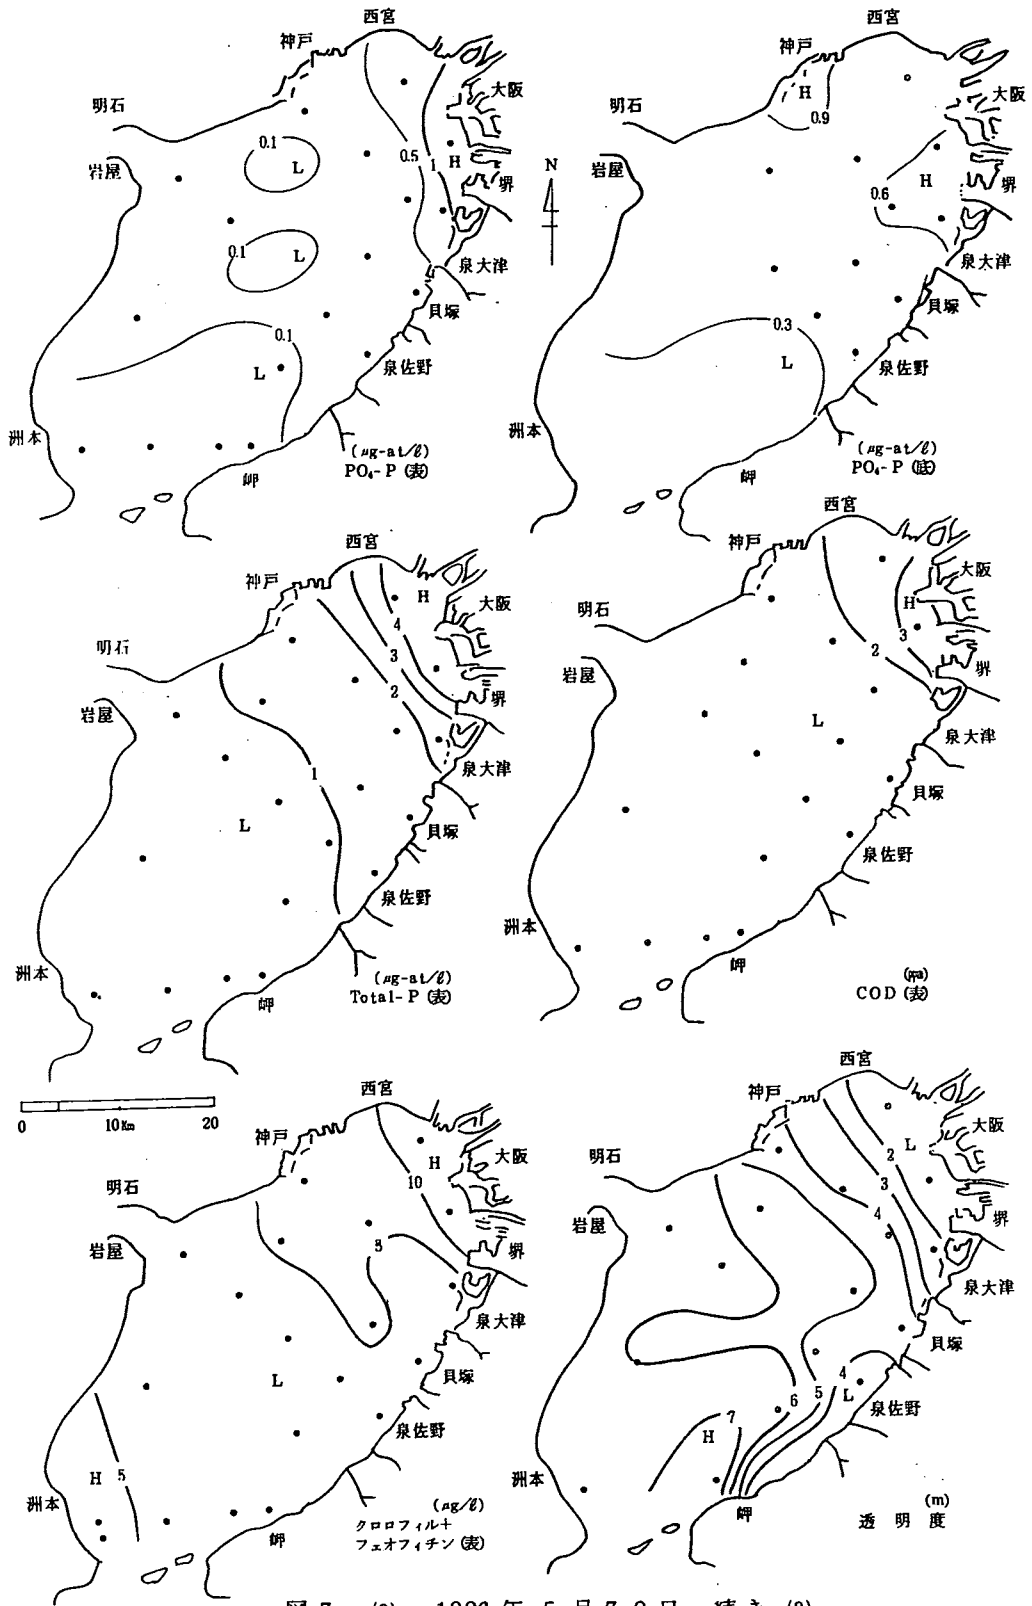 西宮
神戸
明石
大阪
岩屋
0.1
L
0.5
1
H
堺
0.1
L
泉大津
貝塚
0.1
L
泉佐野
洲本
岬
(μg-at/ℓ)
PO₄-P (表)
N
西宮
神戸
H
0.9
明石
大阪
岩屋
0.6
H
堺
泉大津
貝塚
0.3
L
泉佐野
洲本
岬
(μg-at/ℓ)
PO₄-P (底)
西宮
神戸
H
大阪
4
明石
3
2
堺
岩屋
泉大津
1
L
貝塚
泉佐野
洲本
岬
(μg-at/ℓ)
Total-P (表)
西宮
神戸
大阪
H
明石
3
2
堺
岩屋
L
泉大津
貝塚
泉佐野
洲本
岬
COD (表)
0 10Km 20
西宮
神戸
大阪
H
10
明石
5
堺
岩屋
泉大津
貝塚
L
泉佐野
H
5
洲本
岬
(μg/ℓ)
クロロフィル+
フェオフィチン (表)
西宮
神戸
大阪
L
2
明石
3
4
堺
岩屋
泉大津
貝塚
4
5
L
6
泉佐野
7
H
洲本
岬
(m)
透明度